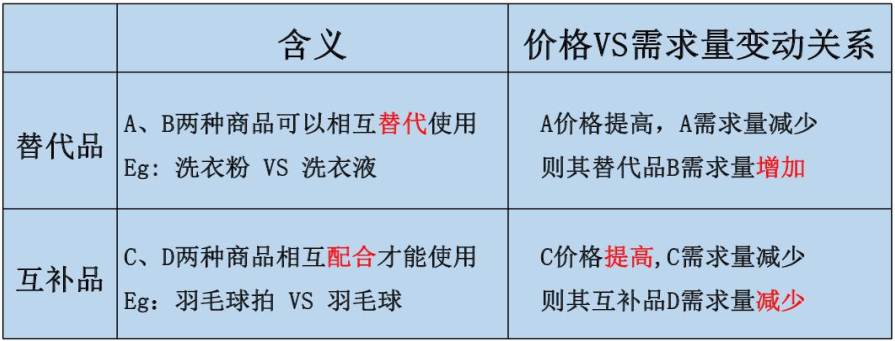 含义
价格VS需求量变动关系
替代品
A、B两种商品可以相互替代使用
Eg: 洗衣粉 VS 洗衣液
A价格提高，A需求量减少
则其替代品B需求量增加
互补品
C、D两种商品相互配合才能使用
Eg：羽毛球拍 VS 羽毛球
C价格提高,C需求量减少
则其互补品D需求量减少